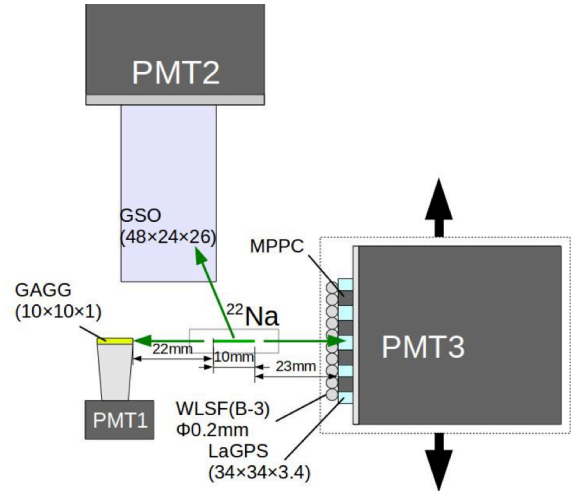 PMT2
GSO
(48×24×26)
MPPC
GAGG
(10×10×1)
²²Na
PMT3
22mm
10mm
23mm
PMT1
WLSF(B-3)
Φ0.2mm
LaGPS
(34×34×3.4)